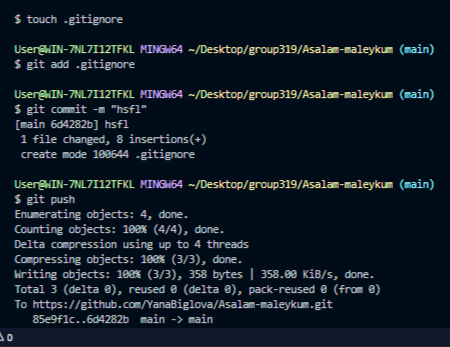 $ touch .gitignore
User@WIN-7NL7I12TFKL MINGW64 ~/Desktop/group319/Asalam-maleykum (main)
$ git add .gitignore
User@WIN-7NL7I12TFKL MINGW64 ~/Desktop/group319/Asalam-maleykum (main)
$ git commit -m "hsfl"
[main 6d4282b] hsfl
1 file changed, 8 insertions(+)
create mode 100644 .gitignore
User@WIN-7NL7I12TFKL MINGW64 ~/Desktop/group319/Asalam-maleykum (main)
$ git push
Enumerating objects: 4, done.
Counting objects: 100% (4/4), done.
Delta compression using up to 4 threads
Compressing objects: 100% (3/3), done.
Writing objects: 100% (3/3), 358 bytes | 358.00 KiB/s, done.
Total 3 (delta 0), reused 0 (delta 0), pack-reused 0 (from 0)
To https://github.com/YanaBiglova/Asalam-maleykum.git
85e9f1c..6d4282b main -> main
0